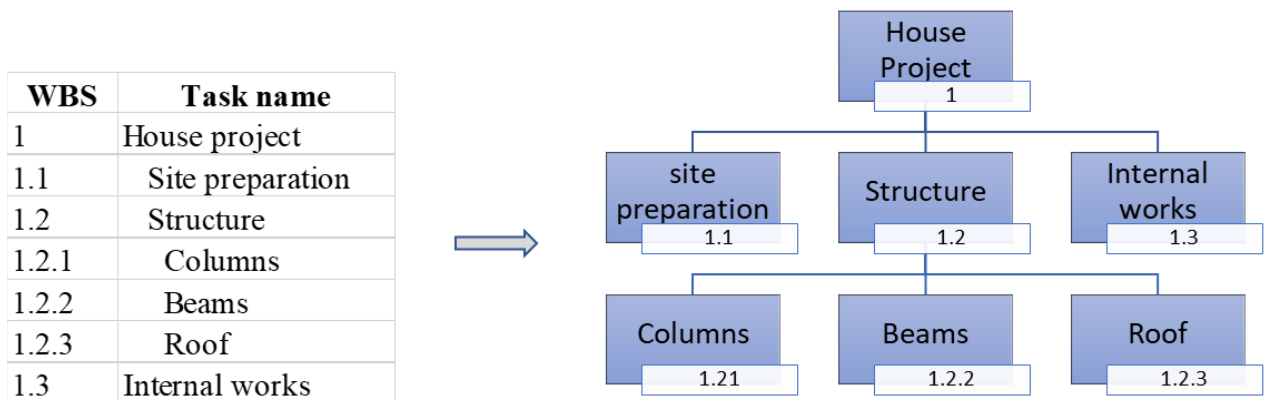 WBS Task name
1 House project
1.1 Site preparation
1.2 Structure
1.2.1 Columns
1.2.2 Beams
1.2.3 Roof
1.3 Internal works
House
Project
1
site
preparation
1.1
Structure
1.2
Internal
works
1.3
Columns
1.21
Beams
1.2.2
Roof
1.2.3